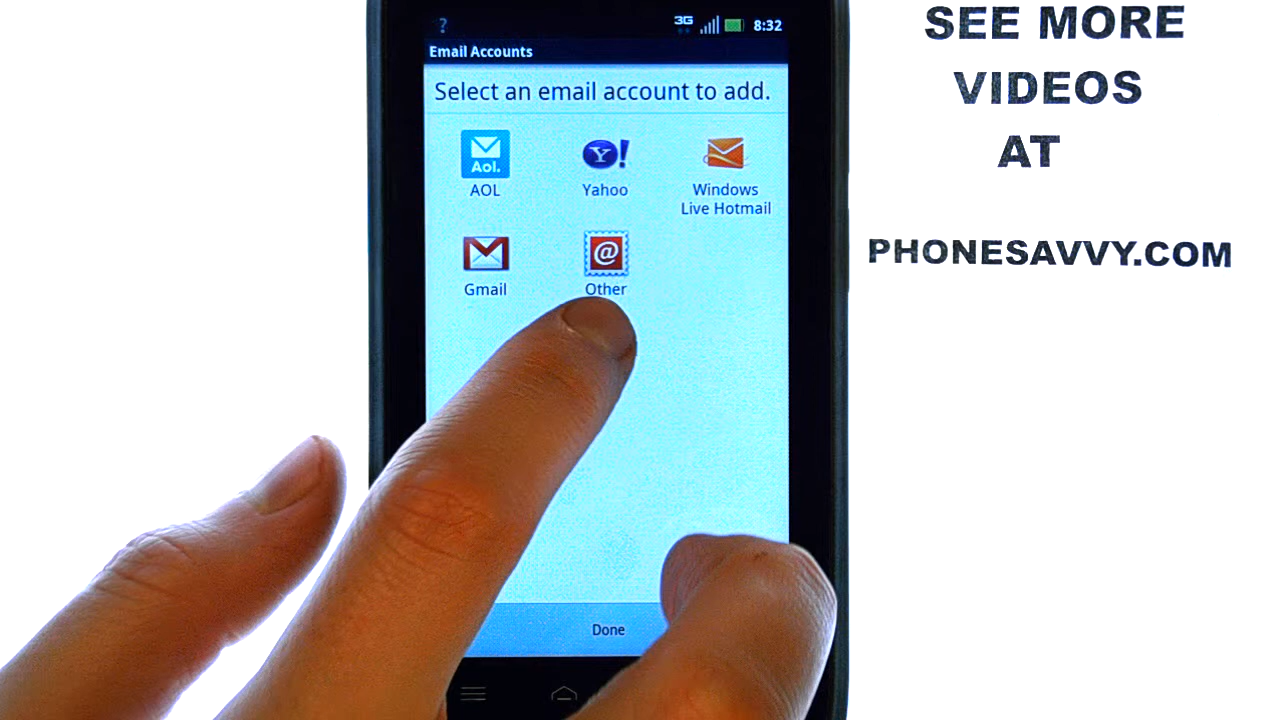 ? 3G 8:32
Email Accounts
Select an email account to add.
Aol.
AOL
Y!
Yahoo
Windows
Live Hotmail
Gmail
@
Other
Done
SEE MORE
VIDEOS
AT
PHONESAVVY.COM